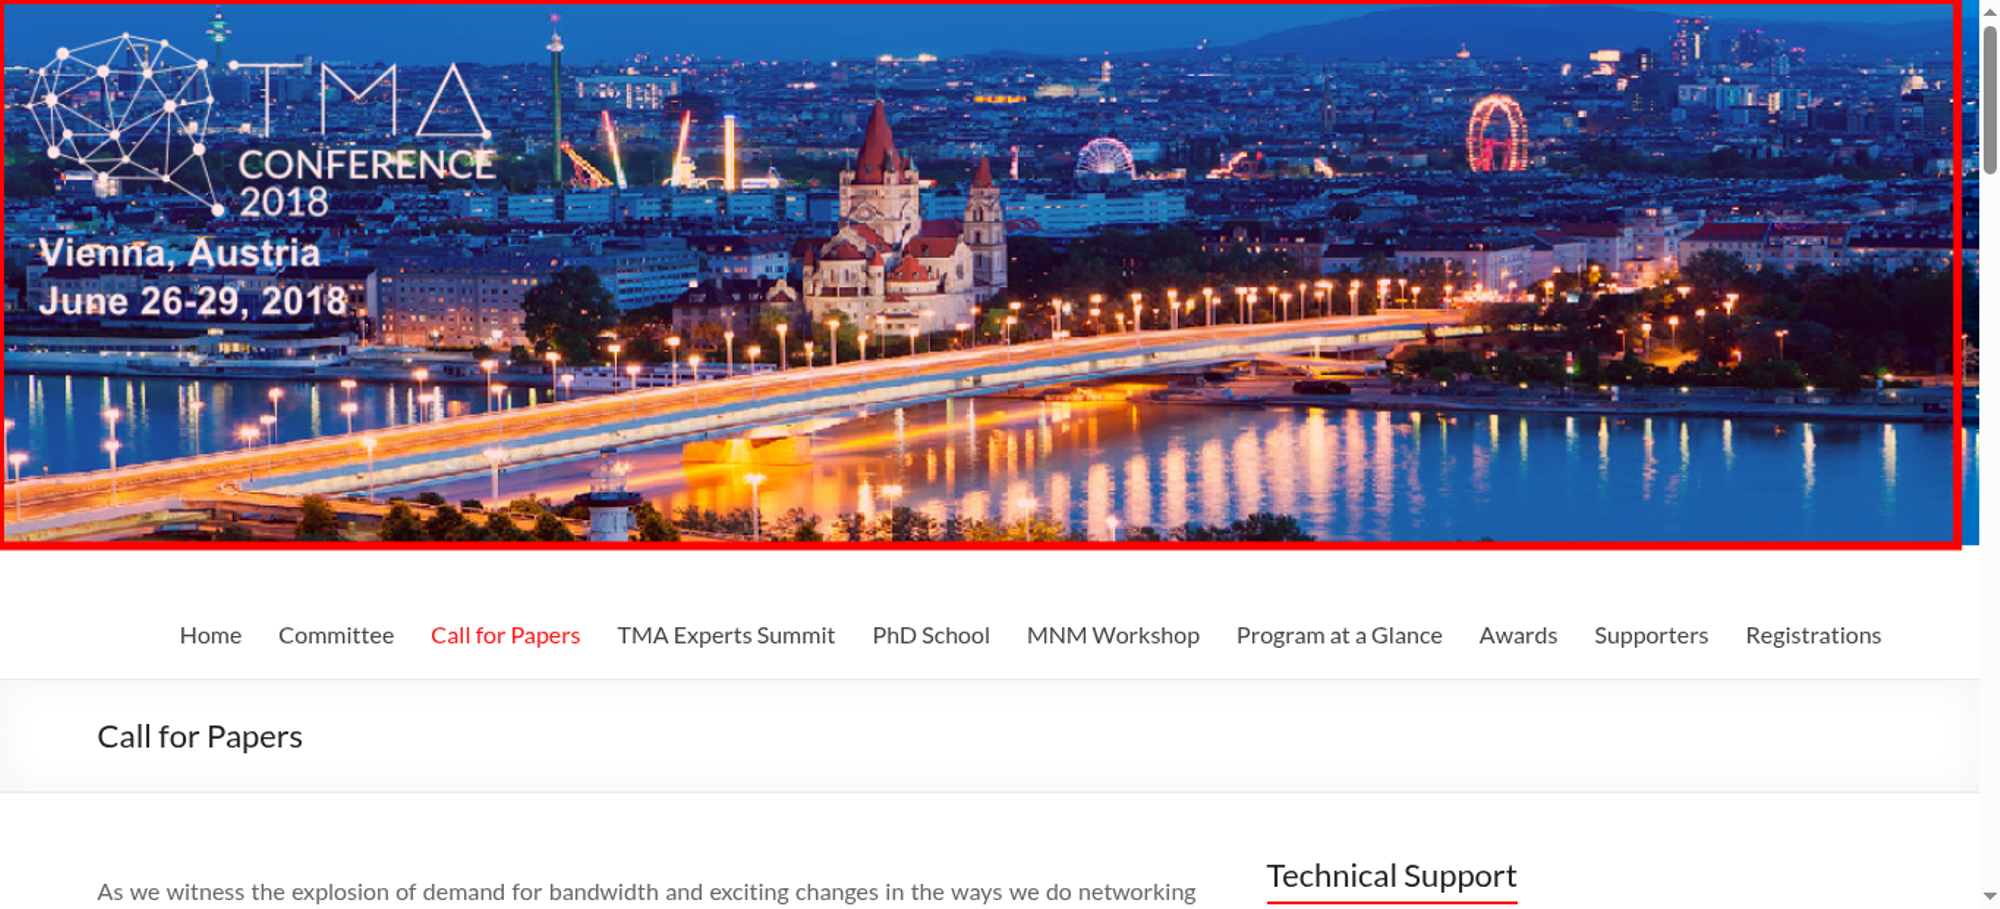 TMA
CONFERENCE
2018
Vienna, Austria
June 26-29, 2018
Home Committee Call for Papers TMA Experts Summit PhD School MNM Workshop Program at a Glance Awards Supporters Registrations
Call for Papers
As we witness the explosion of demand for bandwidth and exciting changes in the ways we do networking
Technical Support